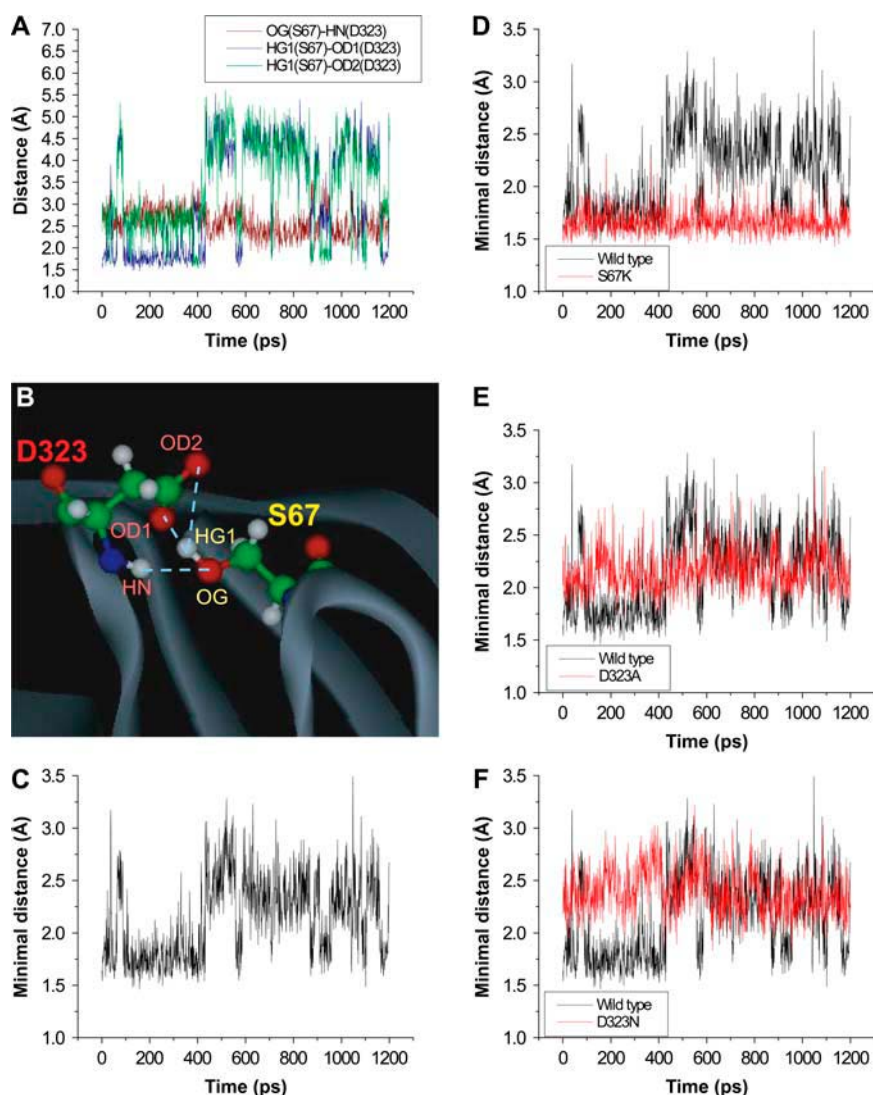 A
OG(S67)-HN(D323)
HG1(S67)-OD1(D323)
HG1(S67)-OD2(D323)
7.0
6.5
6.0
5.5
5.0
4.5
4.0
3.5
3.0
2.5
2.0
1.5
1.0
Distance (Å)
0 200 400 600 800 1000 1200
Time (ps)
B
D323
OD2
OD1
HG1
S67
HN
OG
C
3.5
3.0
2.5
2.0
1.5
1.0
Minimal distance (Å)
0 200 400 600 800 1000 1200
Time (ps)
D
3.5
3.0
2.5
2.0
1.5
1.0
Minimal distance (Å)
Wild type
S67K
0 200 400 600 800 1000 1200
Time (ps)
E
3.5
3.0
2.5
2.0
1.5
1.0
Minimal distance (Å)
Wild type
D323A
0 200 400 600 800 1000 1200
Time (ps)
F
3.5
3.0
2.5
2.0
1.5
1.0
Minimal distance (Å)
Wild type
D323N
0 200 400 600 800 1000 1200
Time (ps)